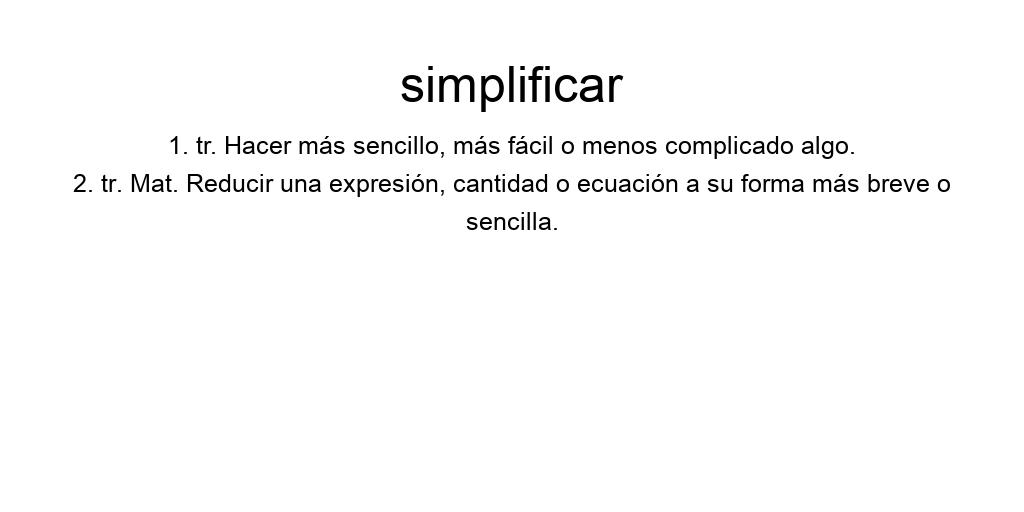 simplificar
1. tr. Hacer más sencillo, más fácil o menos complicado algo.
2. tr. Mat. Reducir una expresión, cantidad o ecuación a su forma más breve o
sencilla.